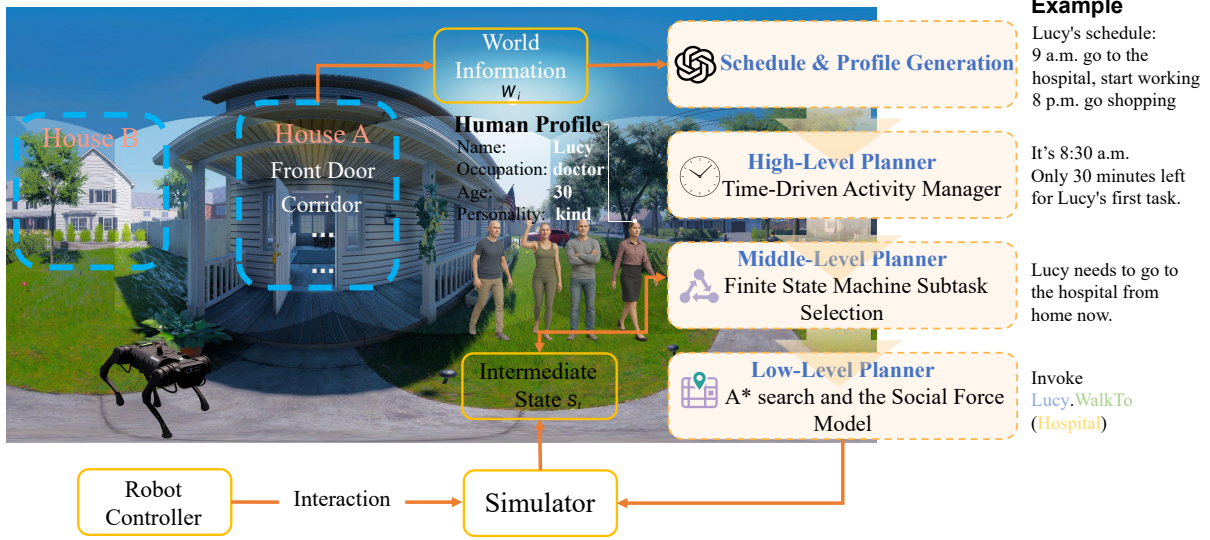 Example
Lucy's schedule:
9 a.m. go to the
hospital, start working
8 p.m. go shopping
World
Information
W_i
Schedule & Profile Generation
House B
House A
Front Door
Corridor
...
...
Human Profile
Name: Lucy
Occupation: doctor
Age: 30
Personality: kind
High-Level Planner
Time-Driven Activity Manager
It's 8:30 a.m.
Only 30 minutes left
for Lucy's first task.
Middle-Level Planner
Finite State Machine Subtask
Selection
Lucy needs to go to
the hospital from
home now.
Intermediate
State S_t
Low-Level Planner
A* search and the Social Force
Model
Invoke
Lucy.WalkTo
(Hospital)
Robot
Controller
Interaction
Simulator